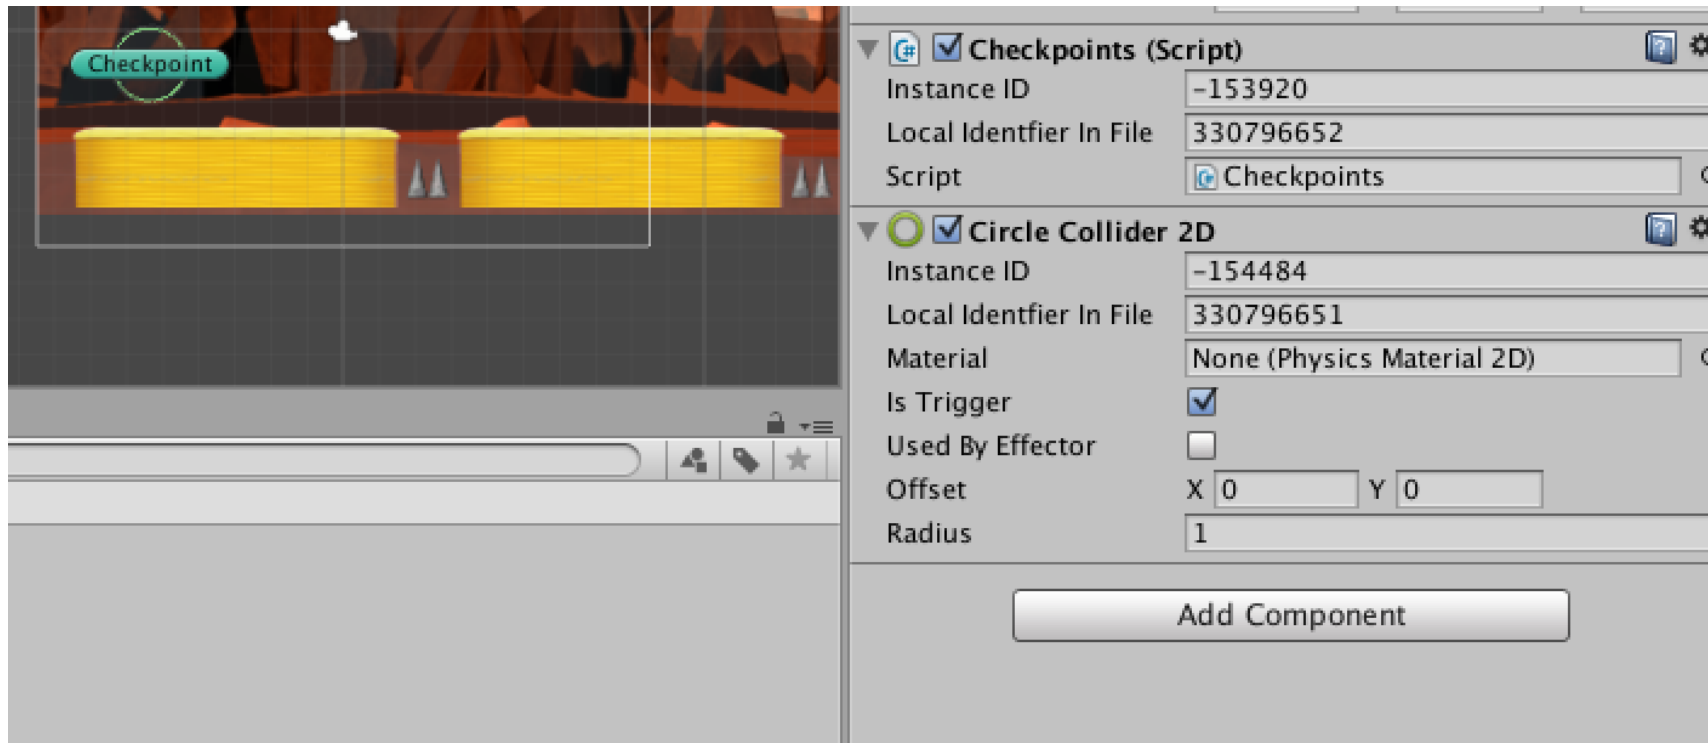 Checkpoint
Checkpoints (Script)
Instance ID -153920
Local Identfier In File 330796652
Script Checkpoints
Circle Collider 2D
Instance ID -154484
Local Identfier In File 330796651
Material None (Physics Material 2D)
Is Trigger
Used By Effector
Offset X 0 Y 0
Radius 1
Add Component